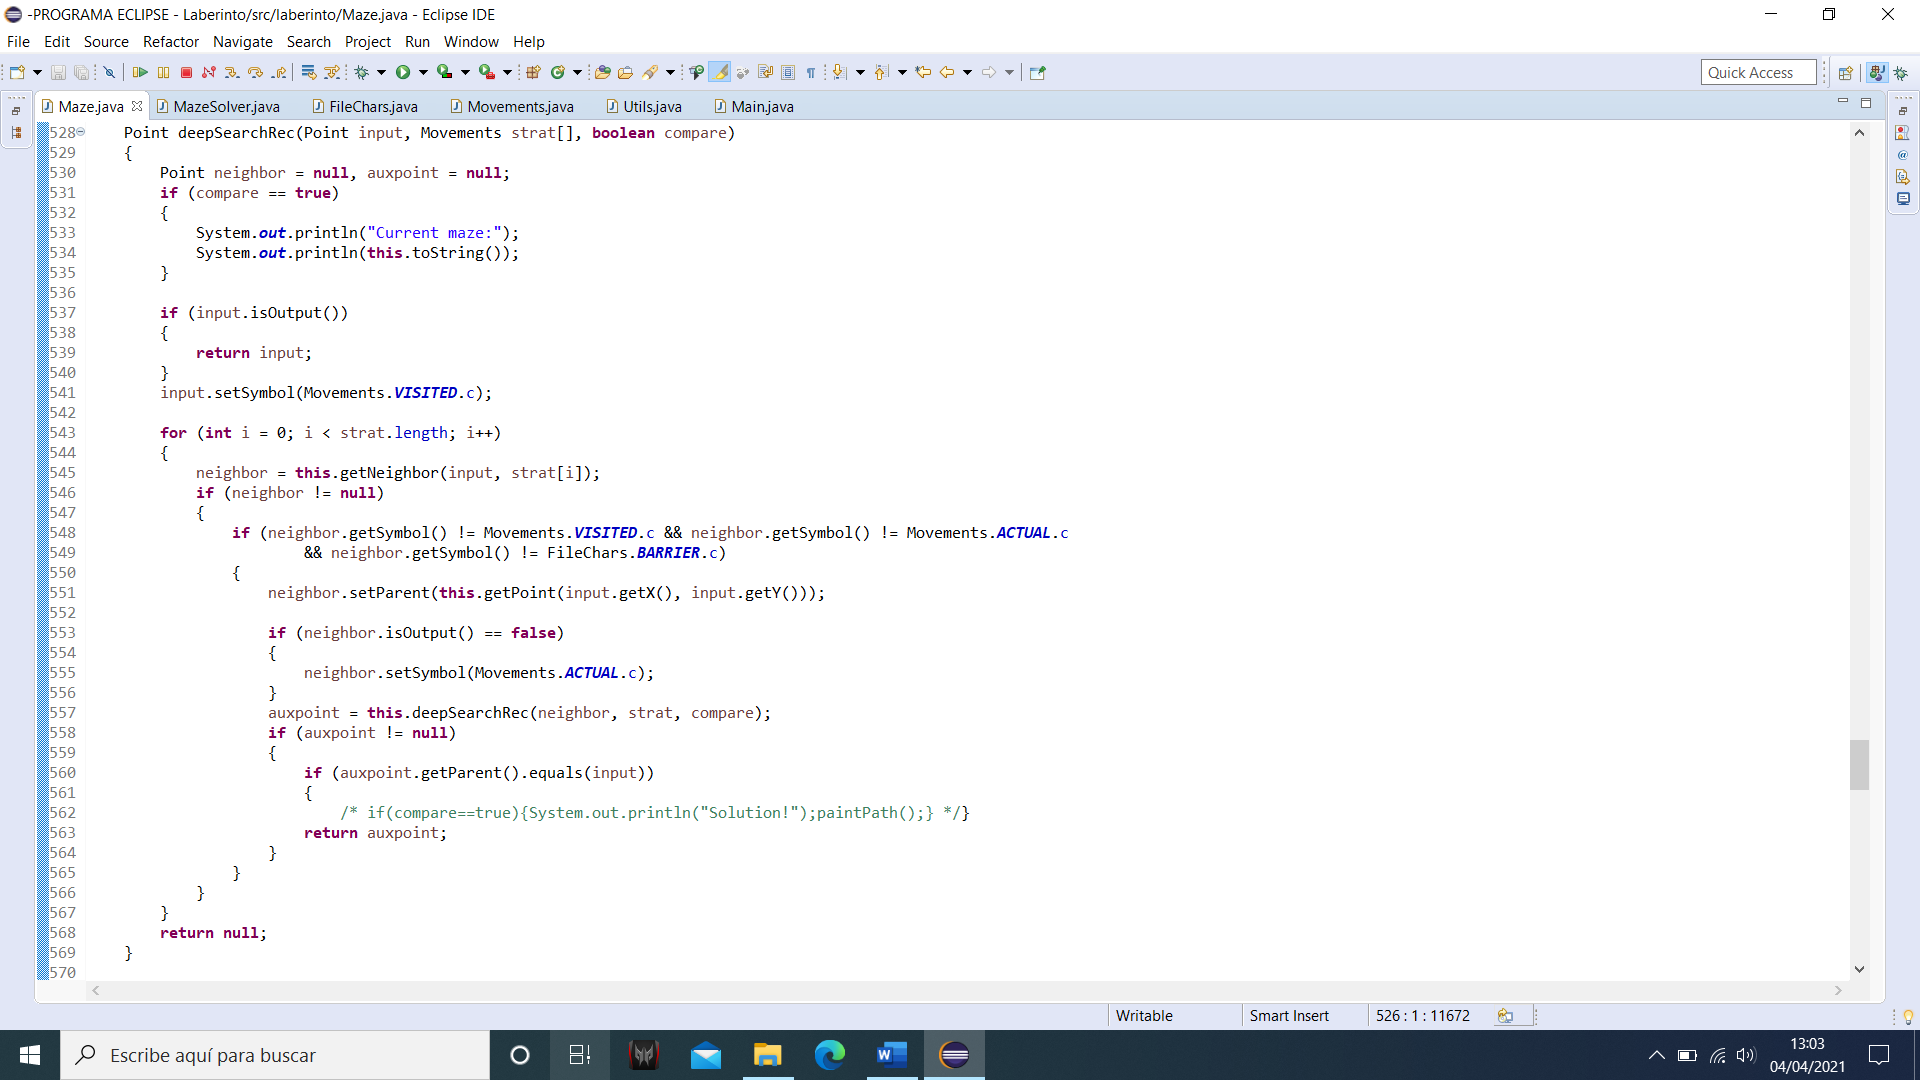 -PROGRAMA ECLIPSE - Laberinto/src/laberinto/Maze.java - Eclipse IDE
File Edit Source Refactor Navigate Search Project Run Window Help
Quick Access
Maze.java MazeSolver.java FileChars.java Movements.java Utils.java Main.java
528 Point deepSearchRec(Point input, Movements strat[], boolean compare)
529 {
530 Point neighbor = null, auxpoint = null;
531 if (compare == true)
532 {
533 System.out.println("Current maze:");
534 System.out.println(this.toString());
535 }
536
537 if (input.isOutput())
538 {
539 return input;
540 }
541 input.setSymbol(Movements.VISITED.c);
542
543 for (int i = 0; i < strat.length; i++)
544 {
545 neighbor = this.getNeighbor(input, strat[i]);
546 if (neighbor != null)
547 {
548 if (neighbor.getSymbol() != Movements.VISITED.c && neighbor.getSymbol() != Movements.ACTUAL.c
549 && neighbor.getSymbol() != FileChars.BARRIER.c)
550 {
551 neighbor.setParent(this.getPoint(input.getX(), input.getY()));
552
553 if (neighbor.isOutput() == false)
554 {
555 neighbor.setSymbol(Movements.ACTUAL.c);
556 }
557 auxpoint = this.deepSearchRec(neighbor, strat, compare);
558 if (auxpoint != null)
559 {
560 if (auxpoint.getParent().equals(input))
561 {
562 /* if(compare==true){System.out.println("Solution!");paintPath();} */}
563 return auxpoint;
564 }
565 }
566 }
567 }
568 return null;
569 }
570
Writable Smart Insert 526 : 1 : 11672
Escribe aquí para buscar
13:03
04/04/2021